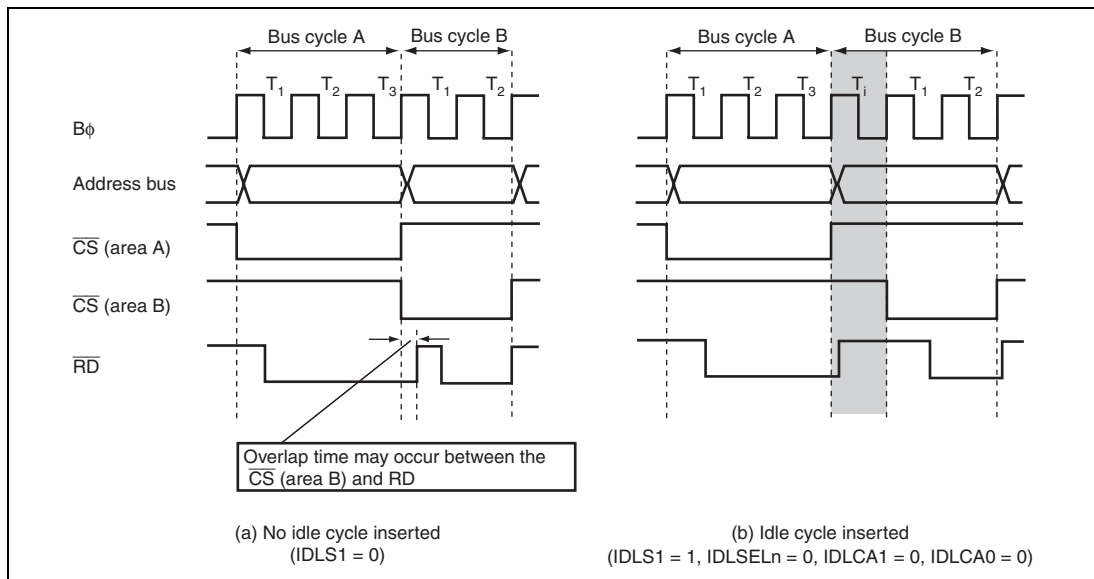 Bus cycle A
Bus cycle B
T1
T2
T3
T1
T2
Bφ
Address bus
CS (area A)
CS (area B)
RD
Overlap time may occur between the
CS (area B) and RD
(a) No idle cycle inserted
(IDLS1 = 0)
Bus cycle A
Bus cycle B
T1
T2
T3
Ti
T1
T2
(b) Idle cycle inserted
(IDLS1 = 1, IDLSELn = 0, IDLCA1 = 0, IDLCA0 = 0)